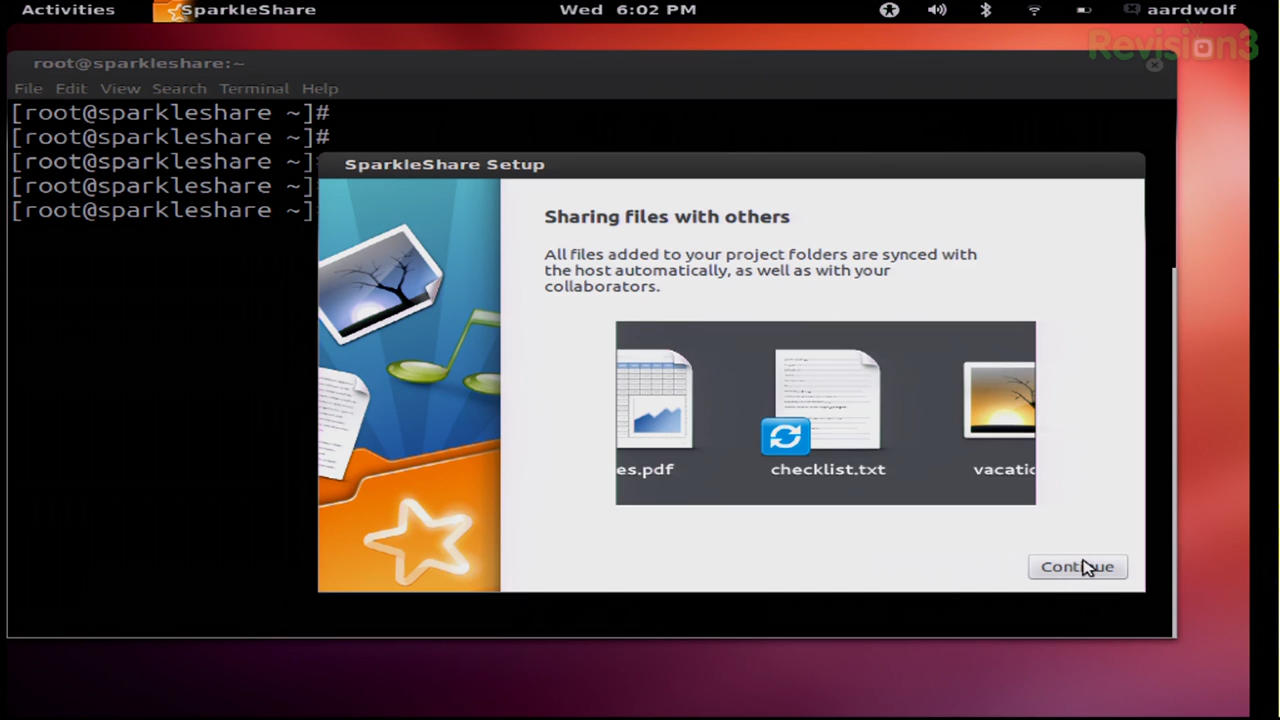 Activities SparkleShare Wed 6:02 PM aardwolf
Revision3
root@sparkleshare:~
File Edit View Search Terminal Help
[root@sparkleshare ~]#
[root@sparkleshare ~]#
[root@sparkleshare ~]
[root@sparkleshare ~]
[root@sparkleshare ~]
SparkleShare Setup
Sharing files with others
All files added to your project folders are synced with
the host automatically, as well as with your
collaborators.
es.pdf checklist.txt vacatic
Continue